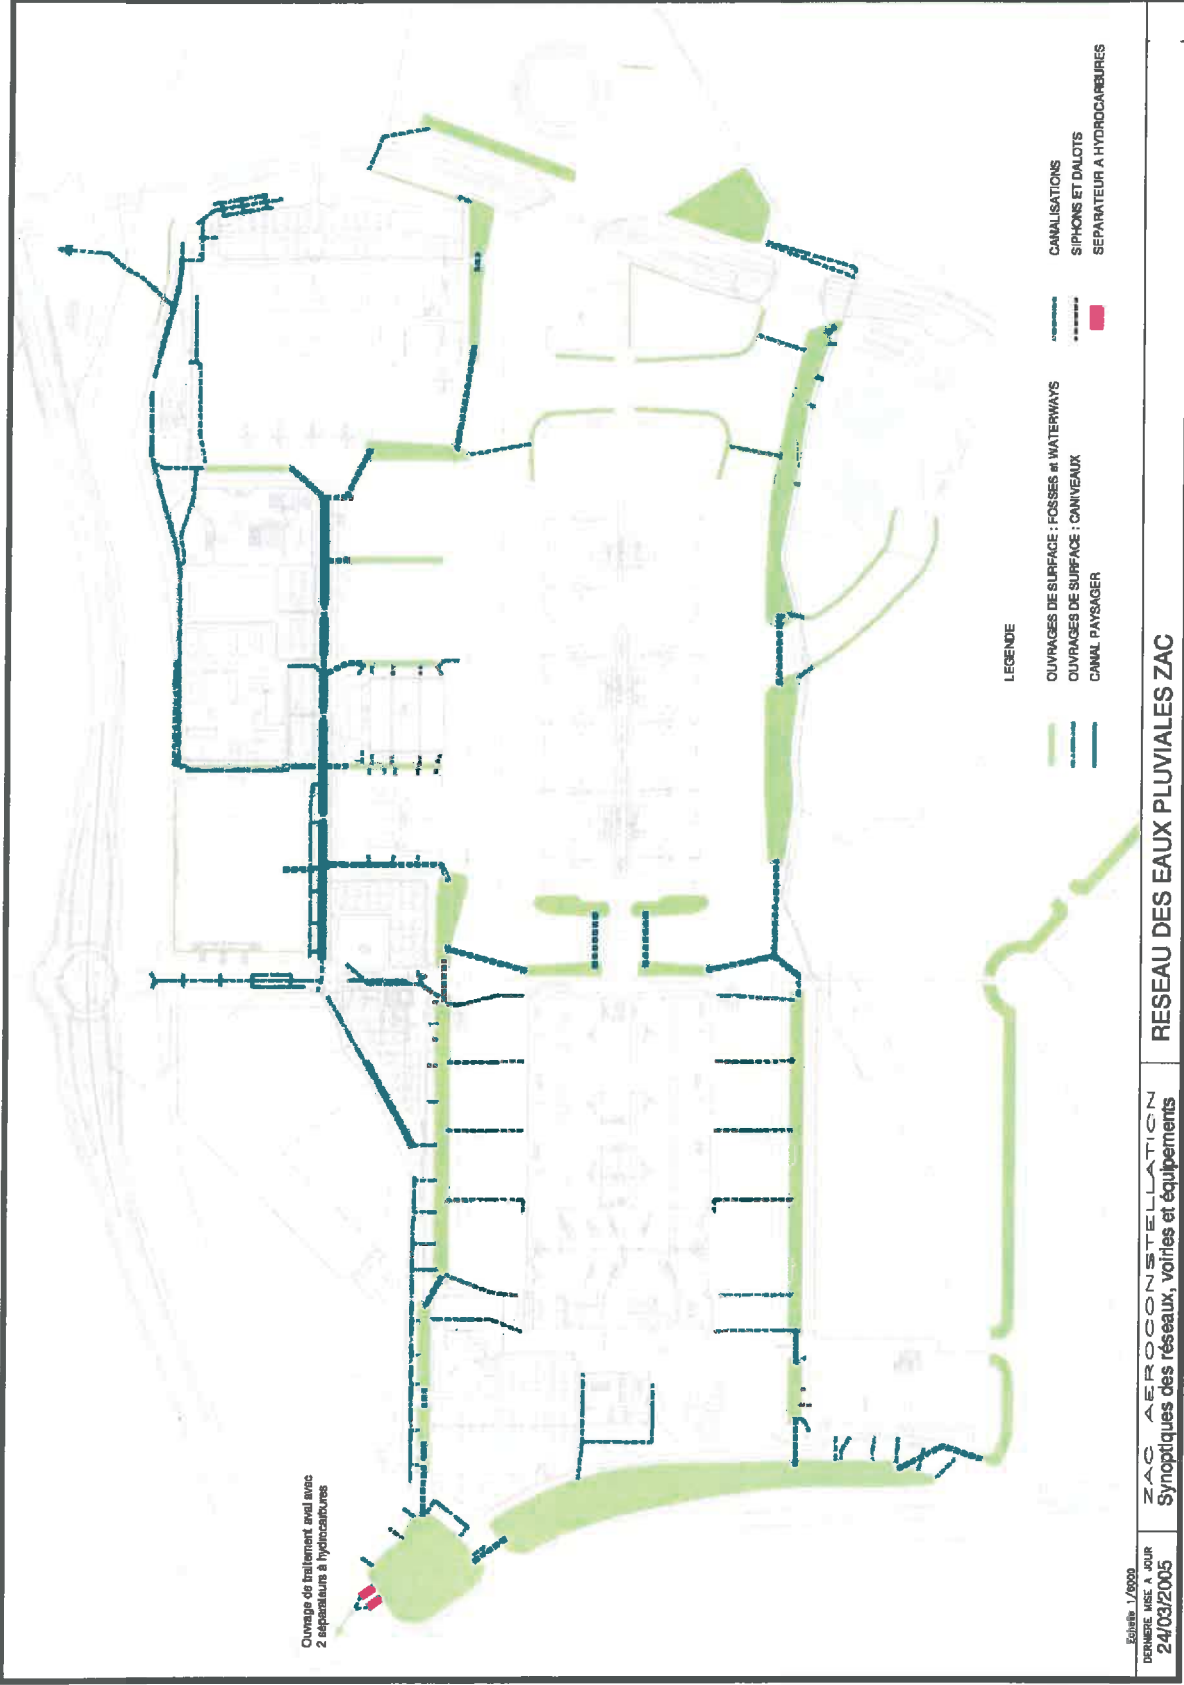 Ouvrage de traitement aval avec
2 séparateurs à hydrocarbures
LEGENDE
OUVRAGES DE SURFACE : FOSSES et WATERWAYS
OUVRAGES DE SURFACE : CANIVEAUX
CANAL PAYSAGER
CANALISATIONS
SIPHONS ET DALOTS
SEPARATEUR A HYDROCARBURES
Echelle 1/6000
DERNIERE MISE A JOUR
24/03/2005
ZAC AEROCONSTELLATION
Synoptiques des réseaux, voiries et équipements
RESEAU DES EAUX PLUVIALES ZAC